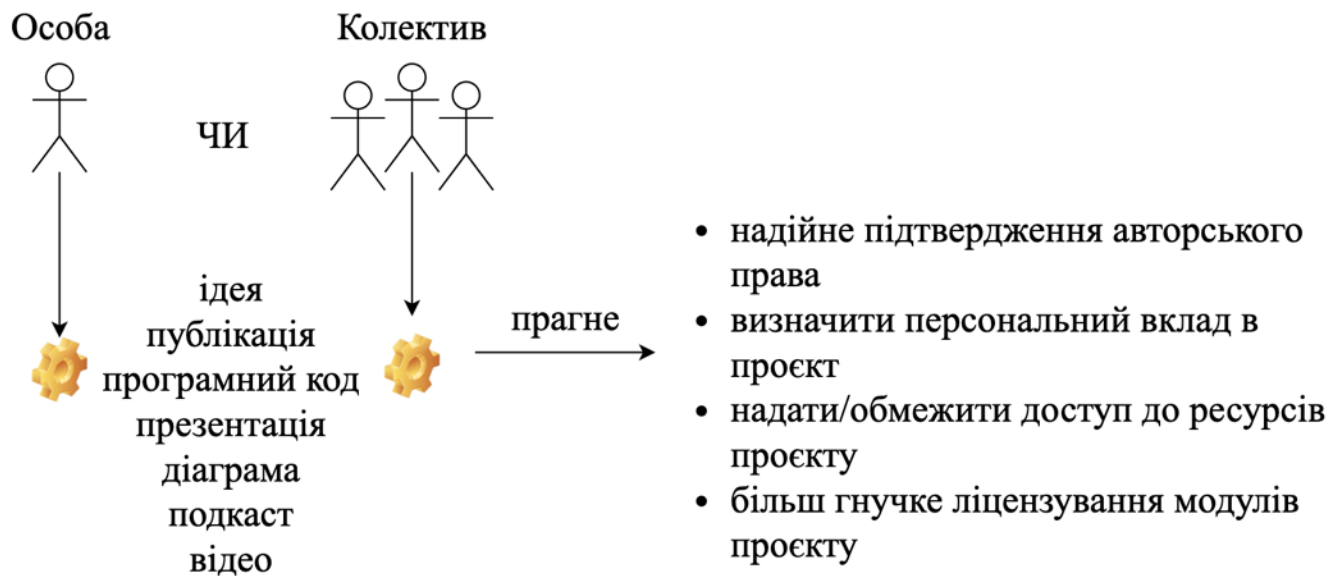 Особа
Колектив
ЧИ
ідея
публікація
програмний код
презентація
діаграма
подкаст
відео
прагне
• надійне підтвердження авторського
права
• визначити персональний вклад в
проєкт
• надати/обмежити доступ до ресурсів
проєкту
• більш гнучке ліцензування модулів
проєкту